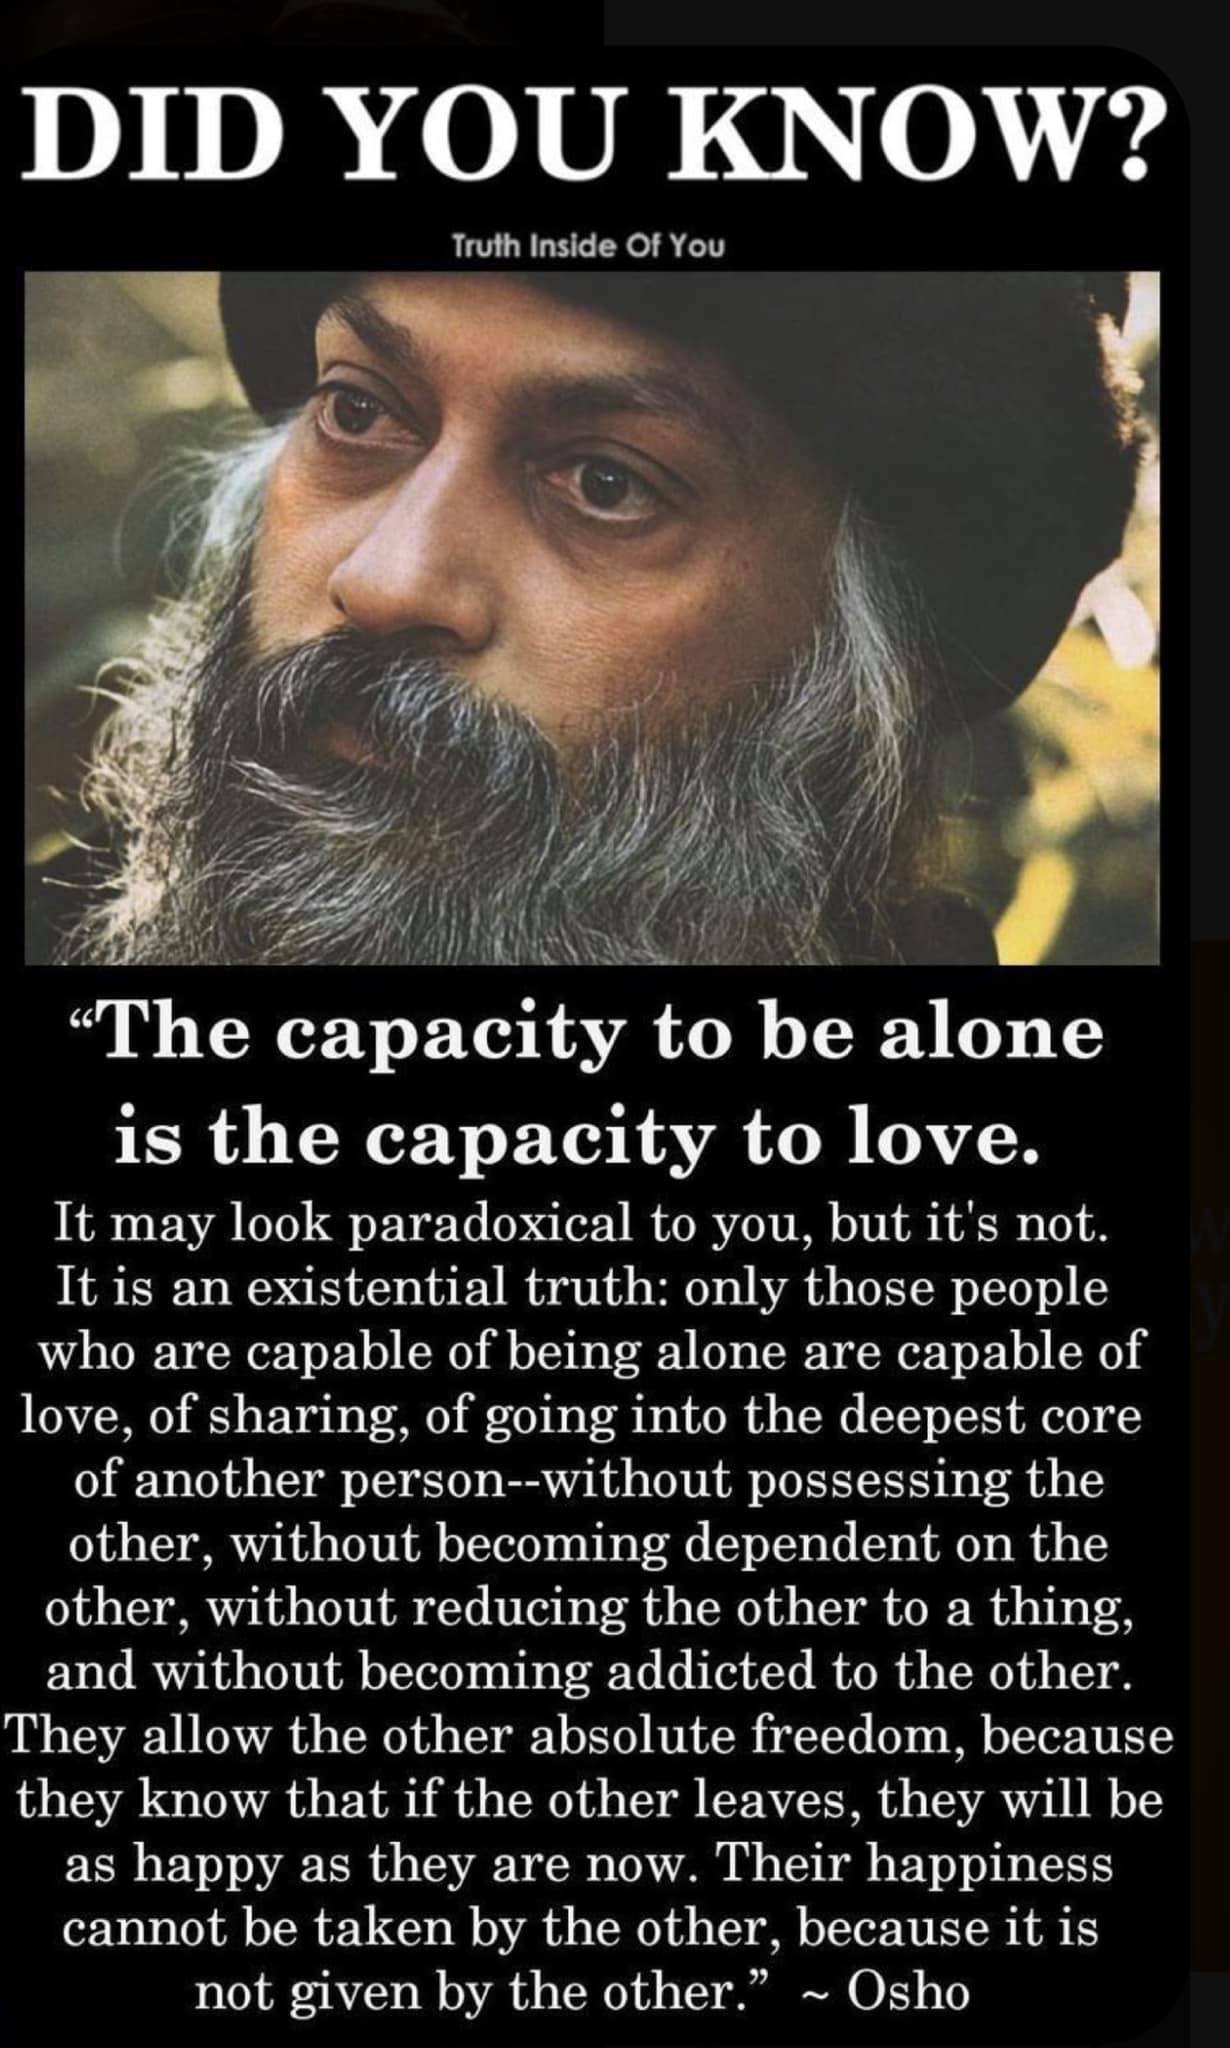 DID YOU KNOW?
Truth Inside Of You
“The capacity to be alone
is the capacity to love.
It may look paradoxical to you, but it's not.
It is an existential truth: only those people
who are capable of being alone are capable of
love, of sharing, of going into the deepest core
of another person--without possessing the
other, without becoming dependent on the
other, without reducing the other to a thing,
and without becoming addicted to the other.
They allow the other absolute freedom, because
they know that if the other leaves, they will be
as happy as they are now. Their happiness
cannot be taken by the other, because it is
not given by the other.” ~ Osho